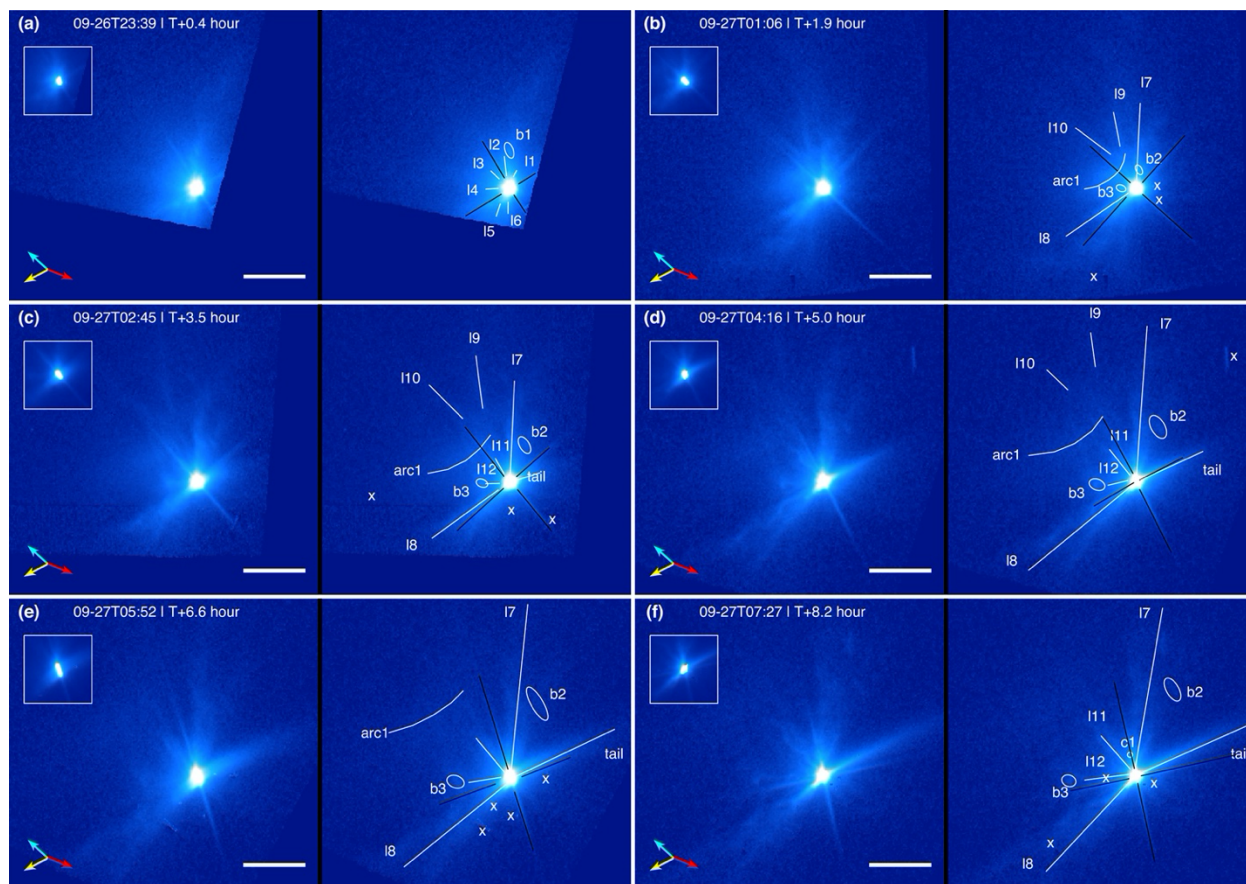 (a) 09-26T23:39 | T+0.4 hour
b1
l2
l1
l3
l4
l6
l5
(b) 09-27T01:06 | T+1.9 hour
l7
l9
l10
b2
arc1
b3
x
x
l8
x
(c) 09-27T02:45 | T+3.5 hour
l9
l7
l10
b2
l11
arc1
l12
tail
b3
x
x
x
l8
(d) 09-27T04:16 | T+5.0 hour
l9
l7
x
l10
b2
l11
arc1
l12
tail
b3
l8
(e) 09-27T05:52 | T+6.6 hour
l7
b2
arc1
tail
b3
x
x
x
x
l8
(f) 09-27T07:27 | T+8.2 hour
l7
b2
l11
c1
tail
l12
x
x
b3
x
l8